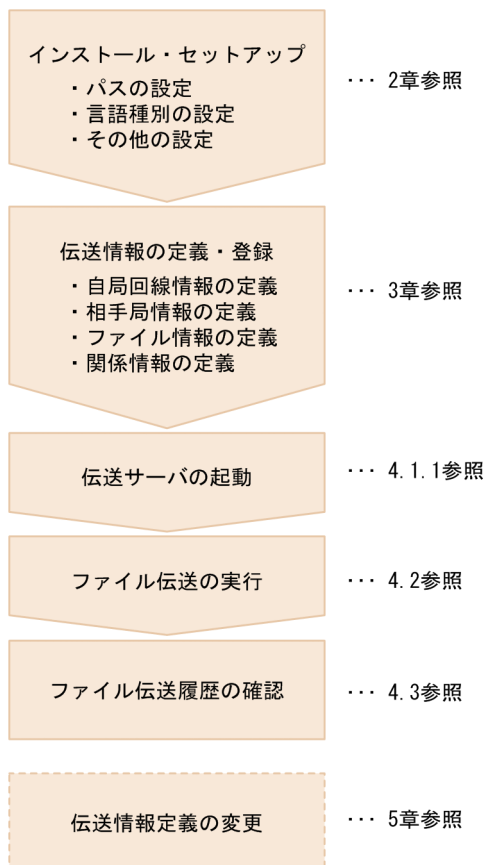 インストール・セットアップ
・パスの設定
・言語種別の設定
・その他の設定
··· 2章参照
伝送情報の定義・登録
・自局回線情報の定義
・相手局情報の定義
・ファイル情報の定義
・関係情報の定義
··· 3章参照
伝送サーバの起動
··· 4.1.1参照
ファイル伝送の実行
··· 4.2参照
ファイル伝送履歴の確認
··· 4.3参照
伝送情報定義の変更
··· 5章参照